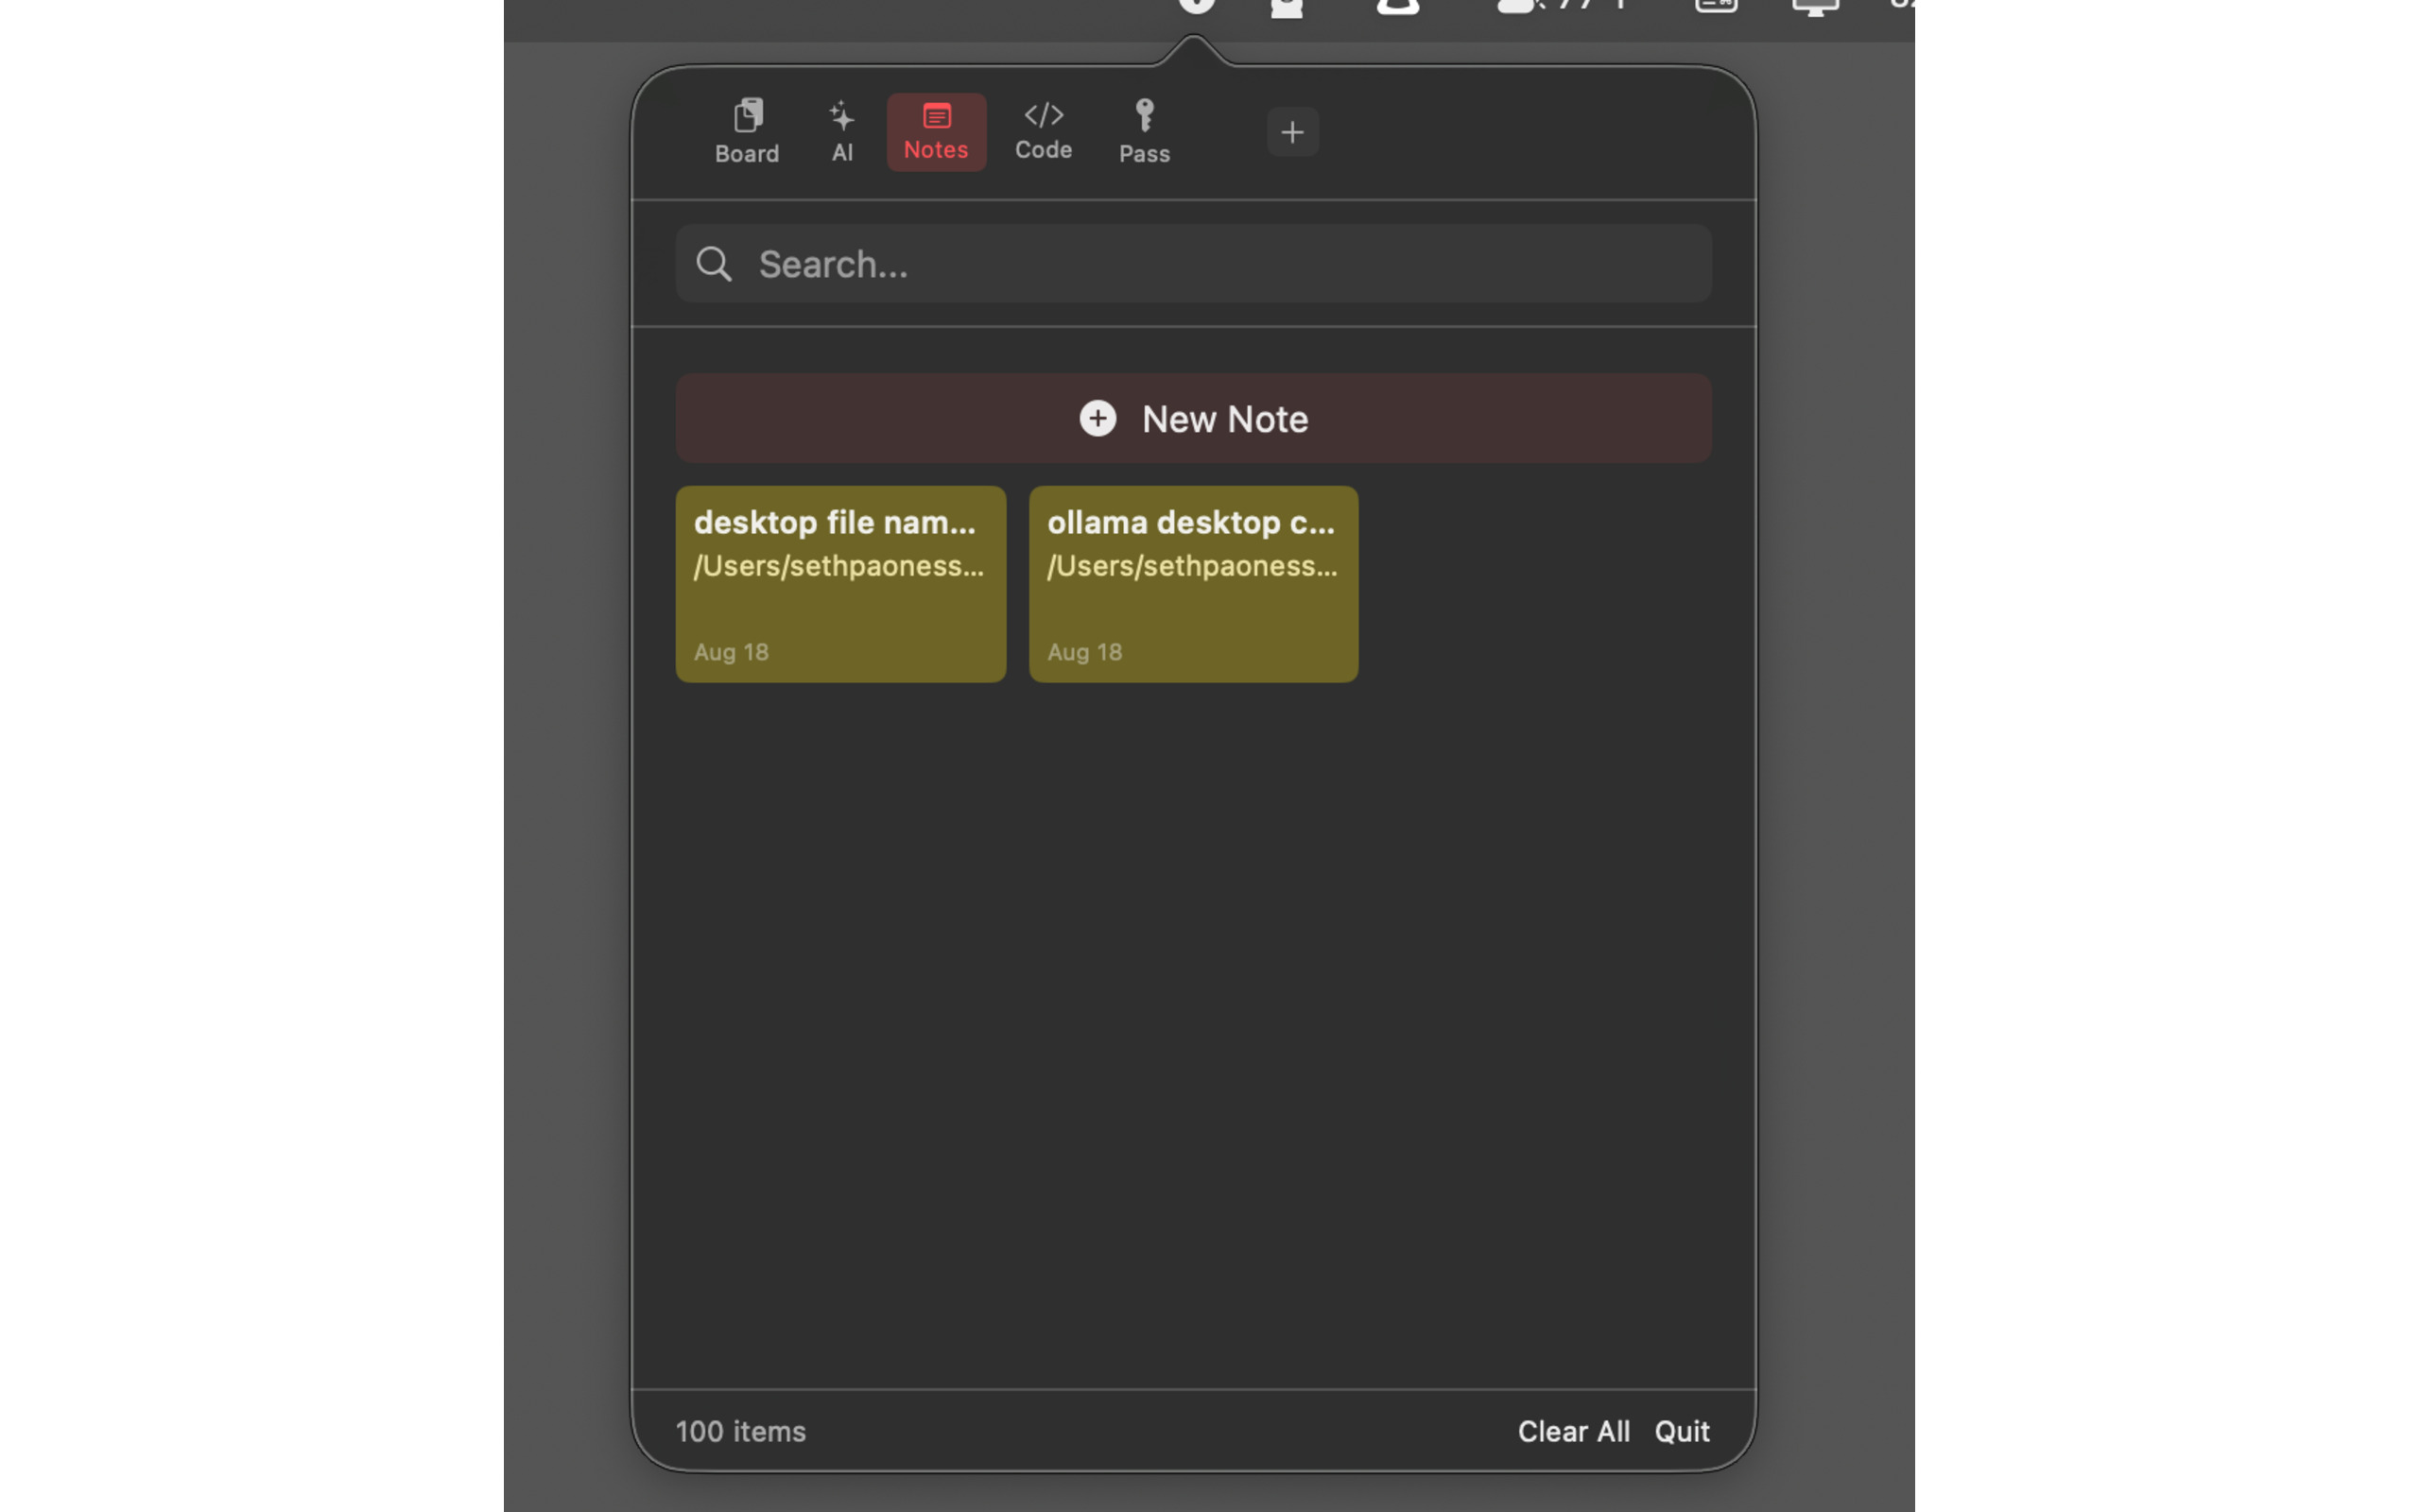 Board
AI
Notes
Code
Pass
Search...
New Note
desktop file nam...
/Users/sethpaoness...
Aug 18
ollama desktop c...
/Users/sethpaoness...
Aug 18
100 items
Clear All
Quit